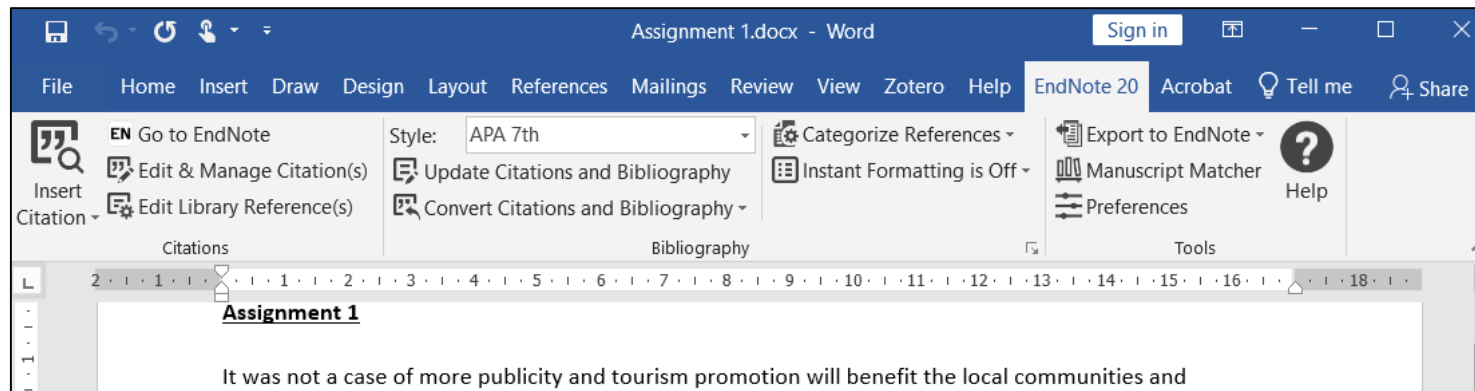 Assignment 1.docx - Word Sign in
File Home Insert Draw Design Layout References Mailings Review View Zotero Help EndNote 20 Acrobat Tell me Share
Insert Citation
EN Go to EndNote
Edit & Manage Citation(s)
Edit Library Reference(s)
Citations
Style: APA 7th
Update Citations and Bibliography
Convert Citations and Bibliography
Categorize References
Instant Formatting is Off
Bibliography
Export to EndNote
Manuscript Matcher
Preferences
Help
Tools
L 2 1 1 2 3 4 5 6 7 8 9 10 11 12 13 14 15 16 18
1
Assignment 1
It was not a case of more publicity and tourism promotion will benefit the local communities and